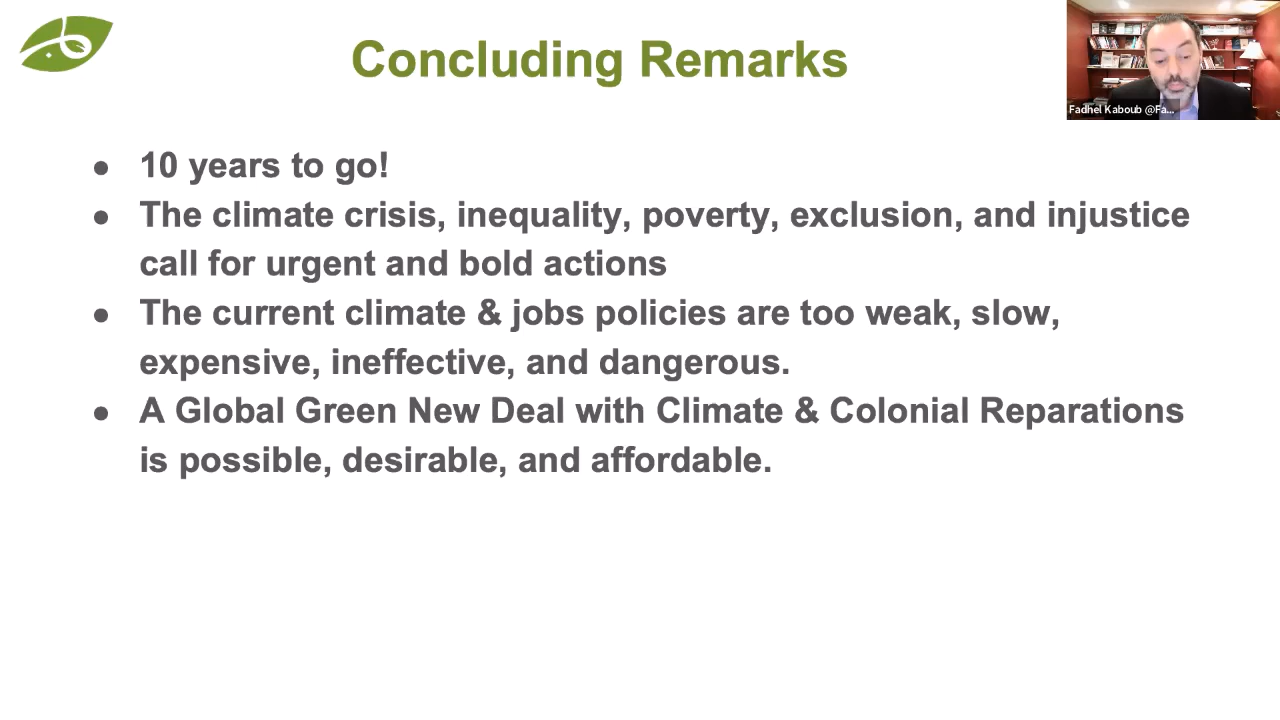 Concluding Remarks
Fadhel Kaboub @Fa...
● 10 years to go!
● The climate crisis, inequality, poverty, exclusion, and injustice
call for urgent and bold actions
● The current climate & jobs policies are too weak, slow,
expensive, ineffective, and dangerous.
● A Global Green New Deal with Climate & Colonial Reparations
is possible, desirable, and affordable.